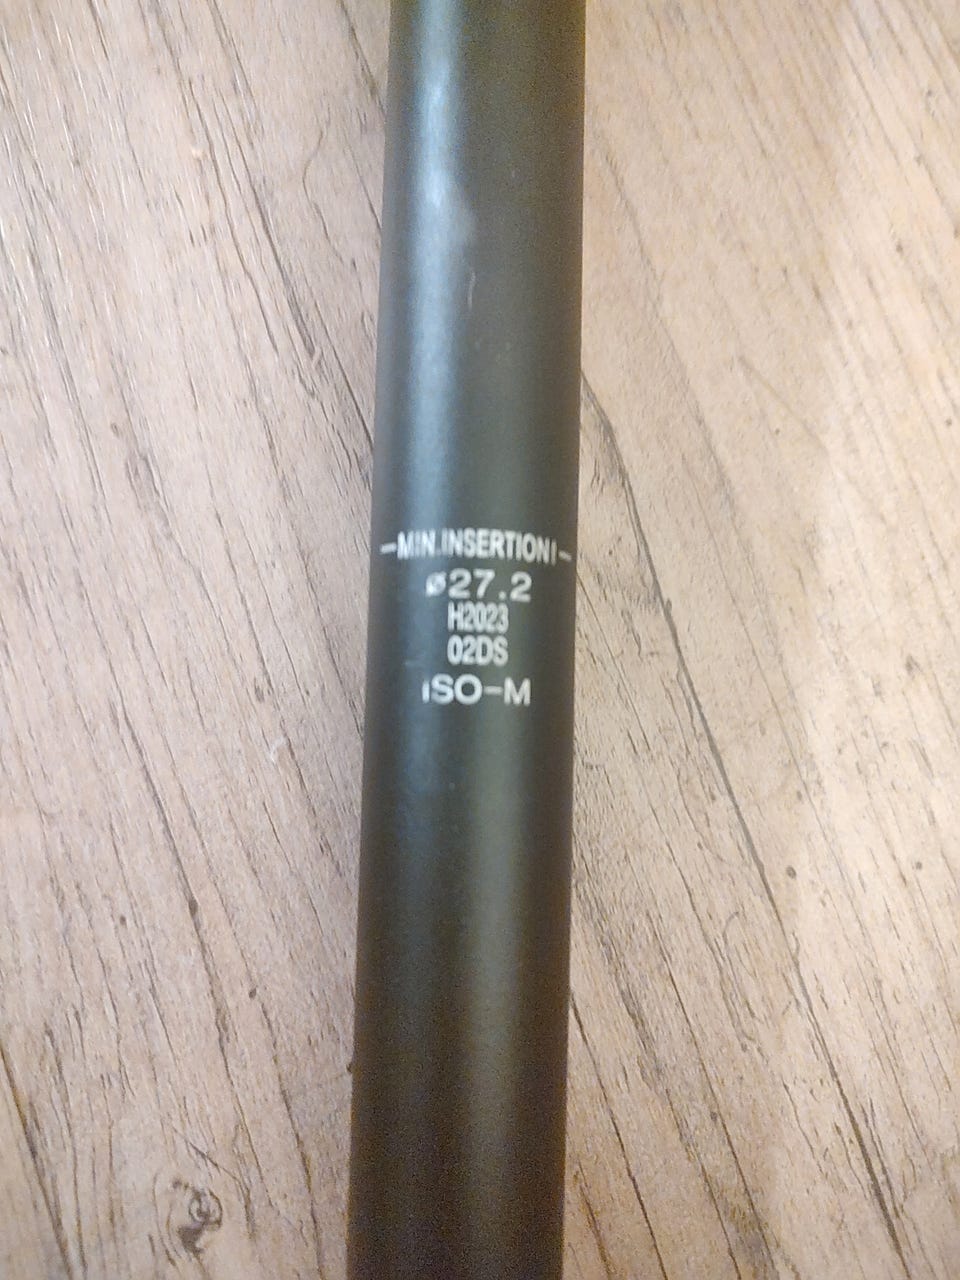 —MIN.INSERTION!—
ø27.2
H2023
02DS
ISO-M